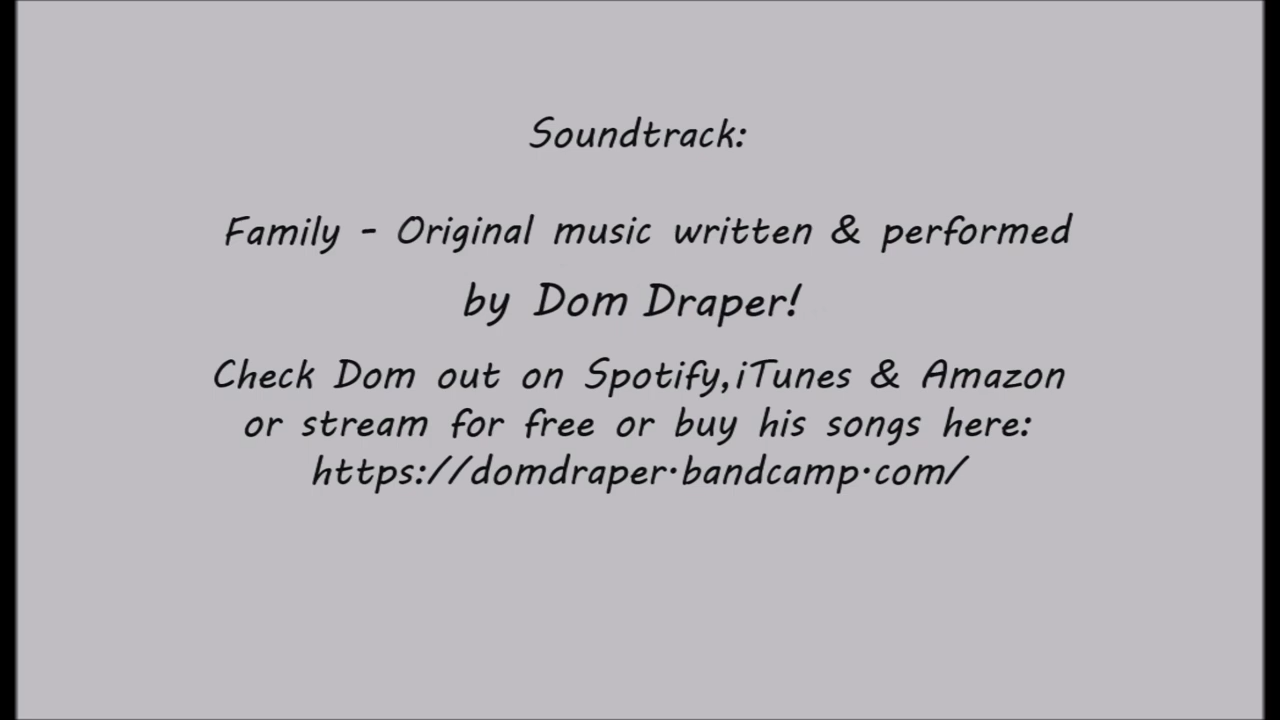 Soundtrack:
Family - Original music written & performed
by Dom Draper!
Check Dom out on Spotify,iTunes & Amazon
or stream for free or buy his songs here:
https://domdraper.bandcamp.com/